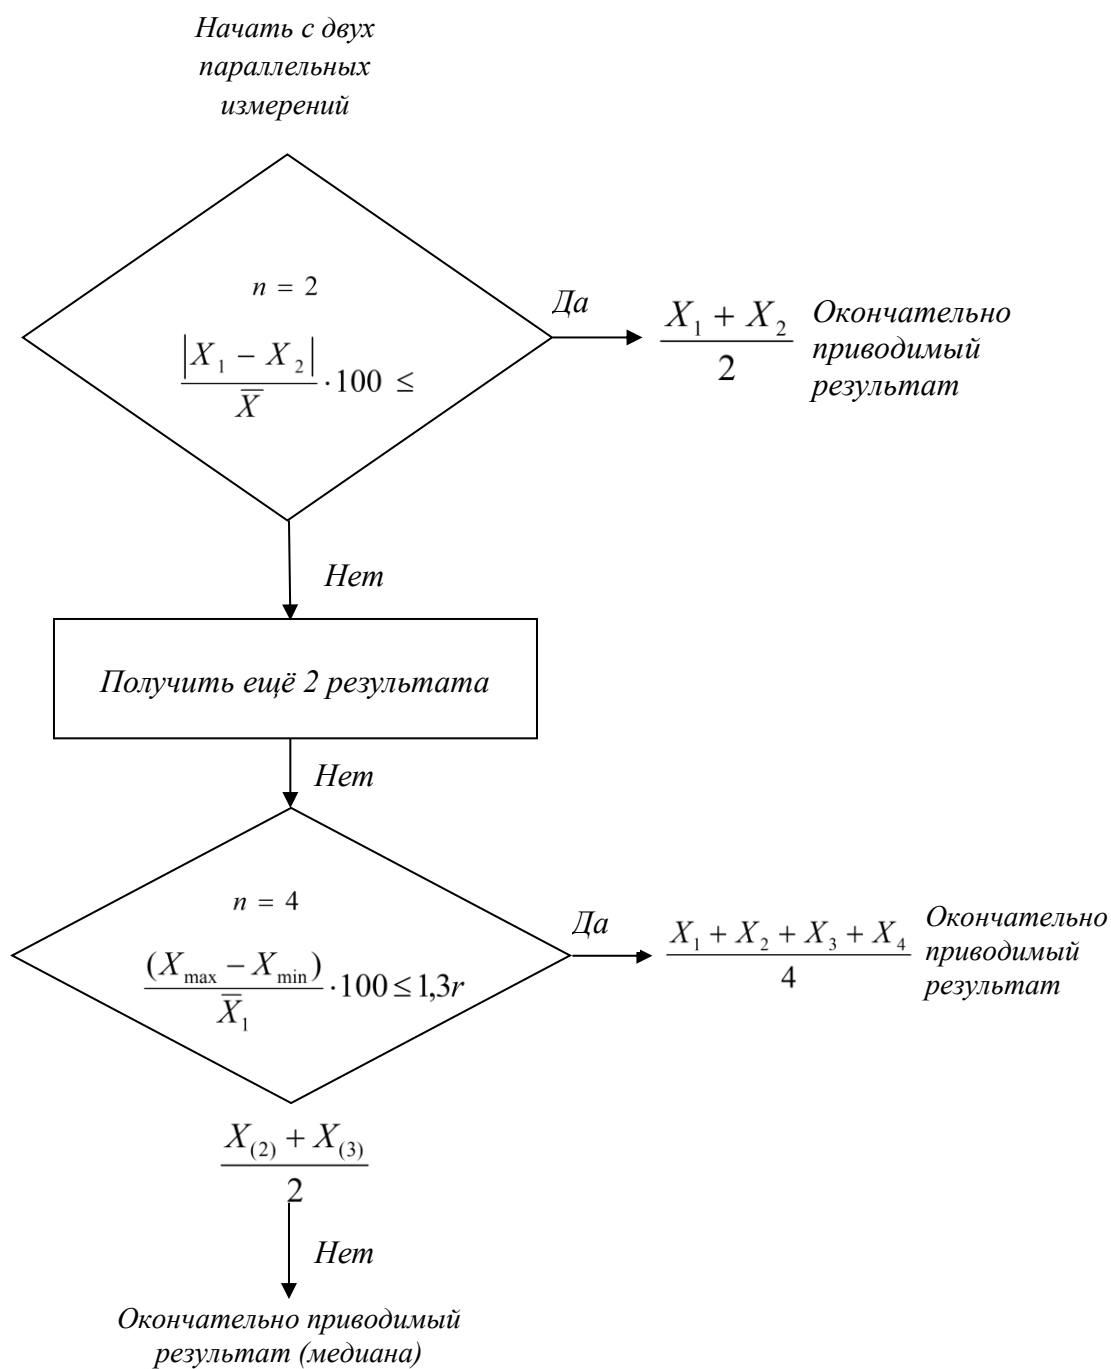 Начать с двух
параллельных
измерений
n = 2
|X₁ − X₂| / X̅ · 100 ≤
Да
X₁ + X₂ / 2
Окончательно
приводимый
результат
Нет
Получить ещё 2 результата
Нет
n = 4
(X_max − X_min) / X̅₁ · 100 ≤ 1,3r
Да
X₁ + X₂ + X₃ + X₄ / 4
Окончательно
приводимый
результат
X₍₂₎ + X₍₃₎ / 2
Нет
Окончательно приводимый
результат (медиана)